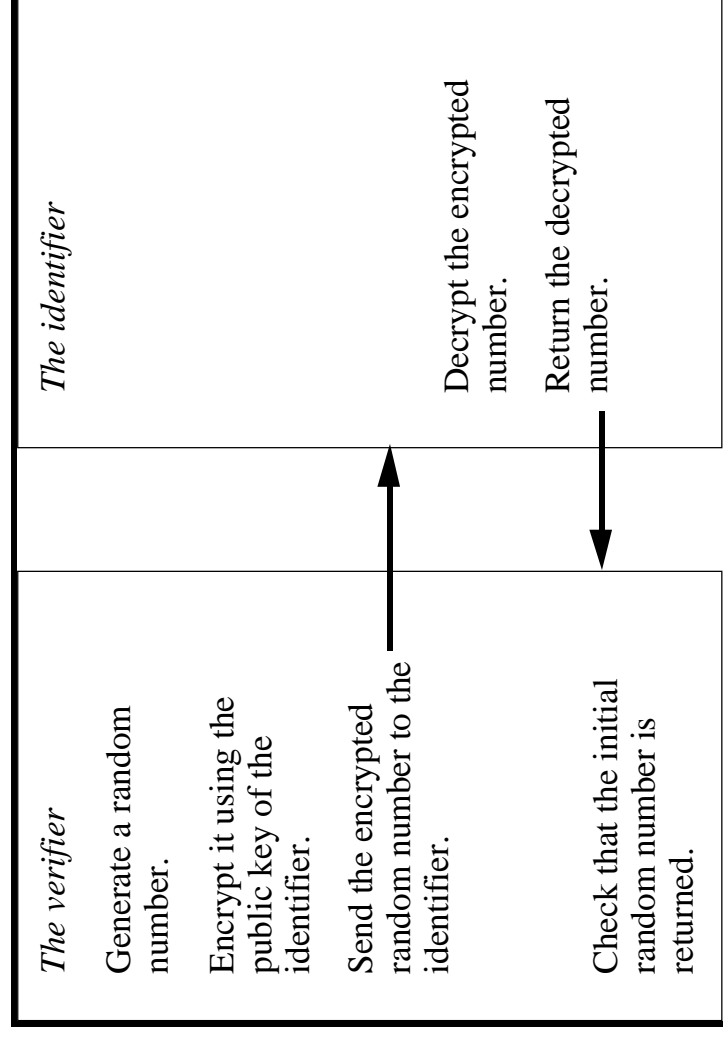 The verifier
Generate a random
number.
Encrypt it using the
public key of the
identifier.
Send the encrypted
random number to the
identifier.
Check that the initial
random number is
returned.
The identifier
Decrypt the encrypted
number.
Return the decrypted
number.